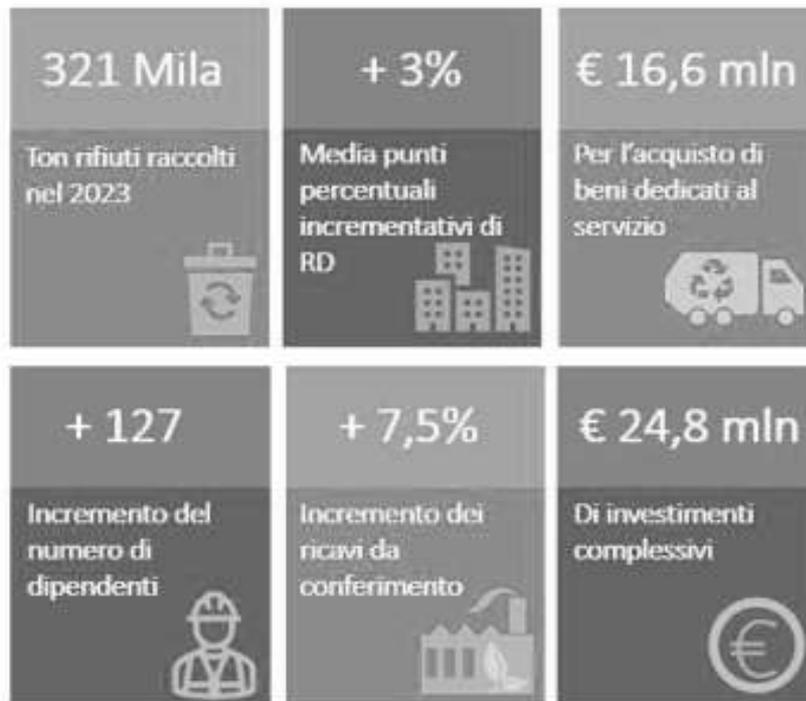 321 Mila
Ton rifiuti raccolti
nel 2023
+ 3%
Media punti
percentuali
incrementativi di
RD
€ 16,6 mln
Per l'acquisto di
beni dedicati al
servizio
+ 127
Incremento del
numero di
dipendenti
+ 7,5%
Incremento dei
ricavi da
conferimento
€ 24,8 mln
Di investimenti
complessivi
€